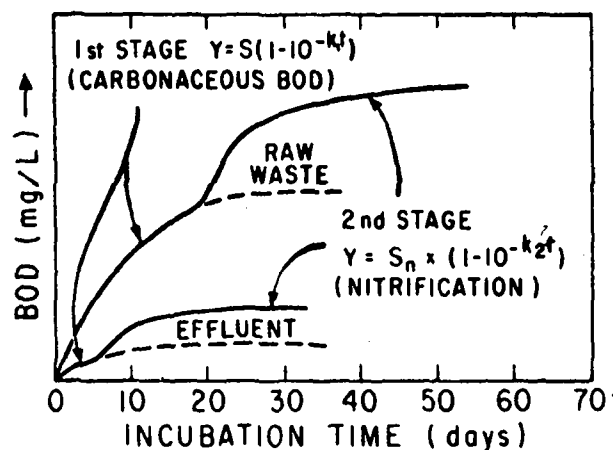 1st STAGE Y=S(1-10^-k₁t)
(CARBONACEOUS BOD)
RAW
WASTE
2nd STAGE
Y = Sₙ × (1-10^-k₂t)
(NITRIFICATION)
EFFLUENT
BOD (mg/L)
0 10 20 30 40 50 60 70
INCUBATION TIME (days)